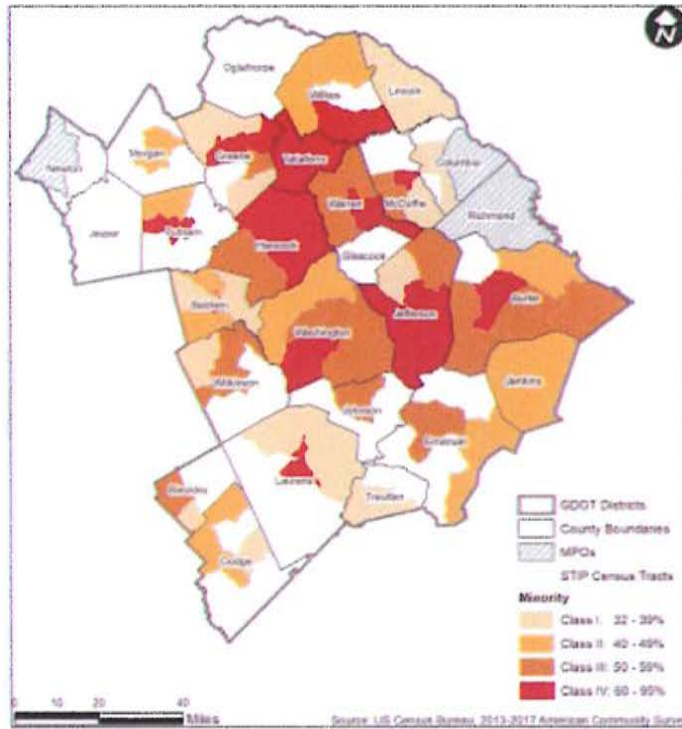 N
Oglethorpe
Wilkes
Lincoln
Morgan
Greene
Taliaferro
Columbia
Newton
Warren
McDuffie
Richmond
Jasper
Putnam
Hancock
Glascock
Burke
Baldwin
Jefferson
Washington
Jenkins
Wilkinson
Johnson
Emanuel
Laurens
Bleckley
Treutlen
Dodge
GDOT Districts
County Boundaries
MPOs
STIP Census Tracts
Minority
Class I: 32 - 39%
Class II: 40 - 49%
Class III: 50 - 59%
Class IV: 60 - 95%
0 10 20 40
Miles
Source: US Census Bureau, 2013-2017 American Community Surve